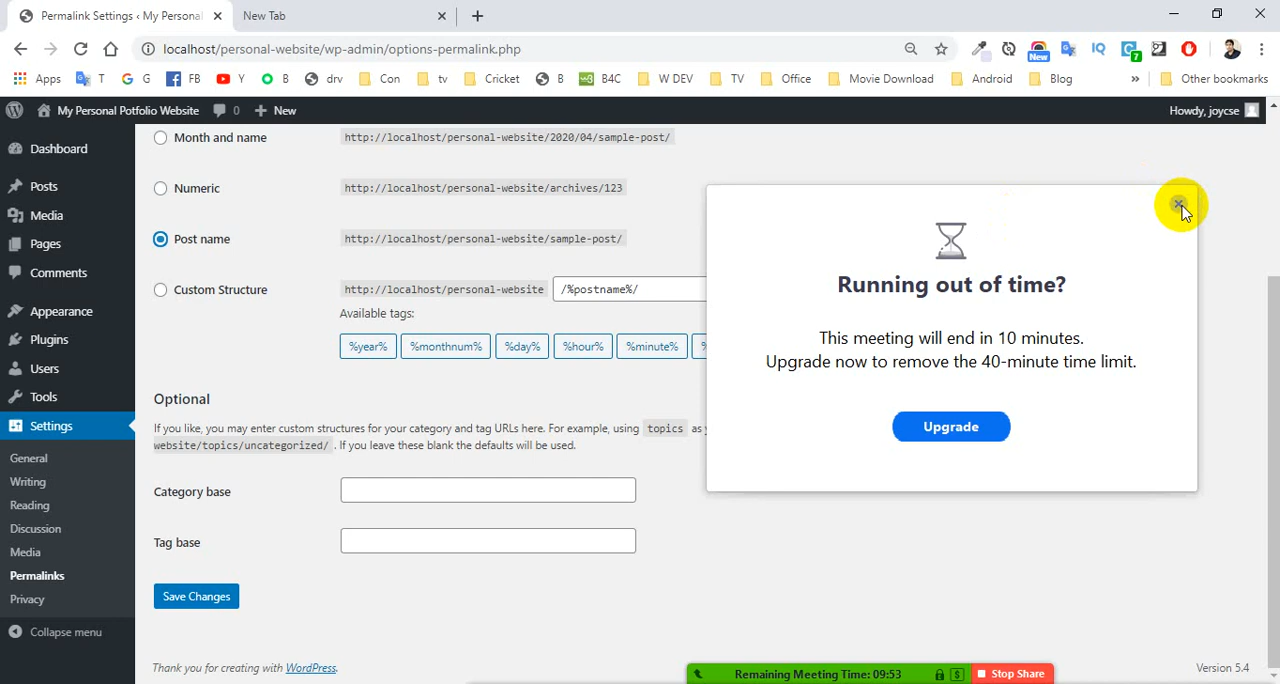 Permalink Settings ‹ My Personal
New Tab
localhost/personal-website/wp-admin/options-permalink.php
New
IQ
7
Apps
T
G
FB
Y
B
drv
Con
tv
Cricket
B
B4C
W DEV
TV
Office
Movie Download
Android
Blog
»
Other bookmarks
My Personal Potfolio Website
0
New
Howdy, joycse
Dashboard
Posts
Media
Pages
Comments
Appearance
Plugins
Users
Tools
Settings
General
Writing
Reading
Discussion
Media
Permalinks
Privacy
Collapse menu
Month and name
http://localhost/personal-website/2020/04/sample-post/
Numeric
http://localhost/personal-website/archives/123
Post name
http://localhost/personal-website/sample-post/
Custom Structure
http://localhost/personal-website
/%postname%/
Available tags:
%year%
%monthnum%
%day%
%hour%
%minute%
Optional
If you like, you may enter custom structures for your category and tag URLs here. For example, using topics as
website/topics/uncategorized/ . If you leave these blank the defaults will be used.
Category base
Tag base
Save Changes
Thank you for creating with WordPress.
Version 5.4
Running out of time?
This meeting will end in 10 minutes.
Upgrade now to remove the 40-minute time limit.
Upgrade
Remaining Meeting Time: 09:53
$
Stop Share